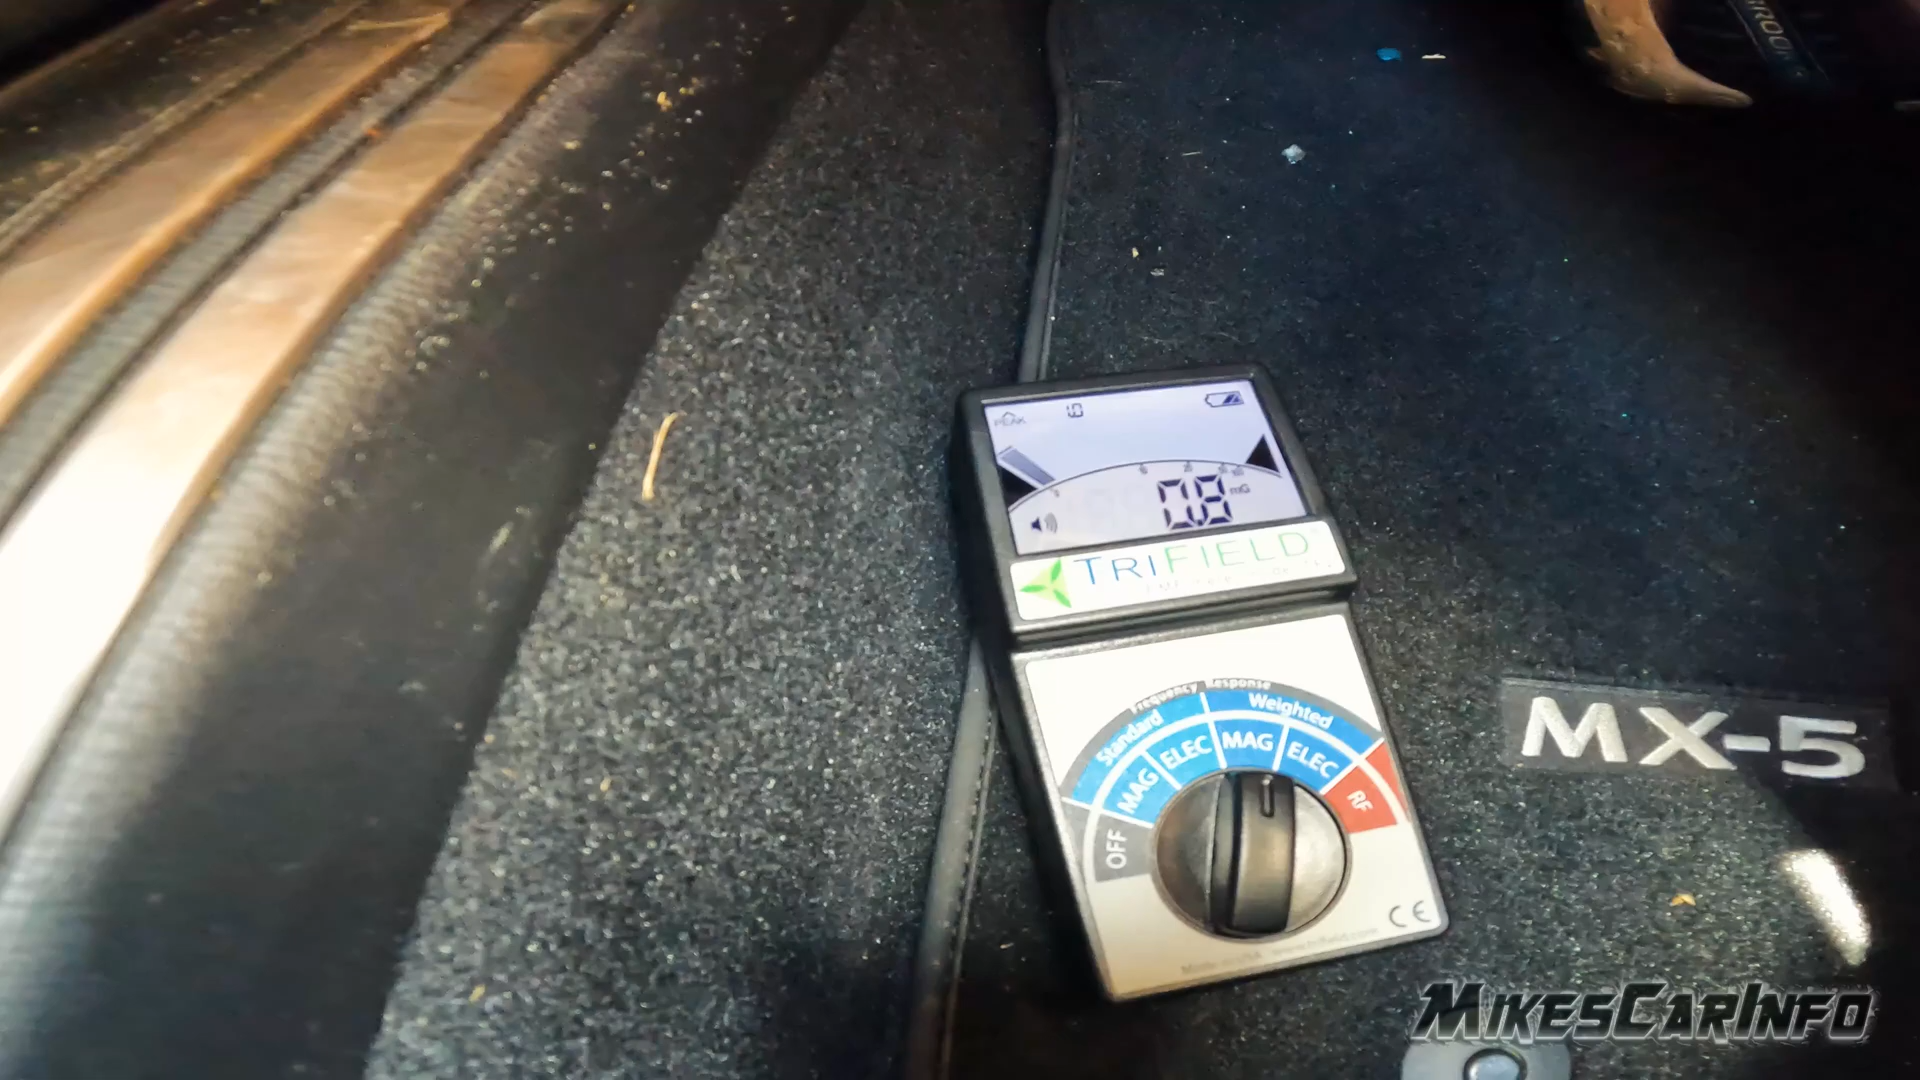 PEAK
0.8 mG
TRIFIELD
Frequency Response
Standard Weighted
MAG ELEC MAG ELEC
OFF RF
CE
MX-5
MIKESCARINFO